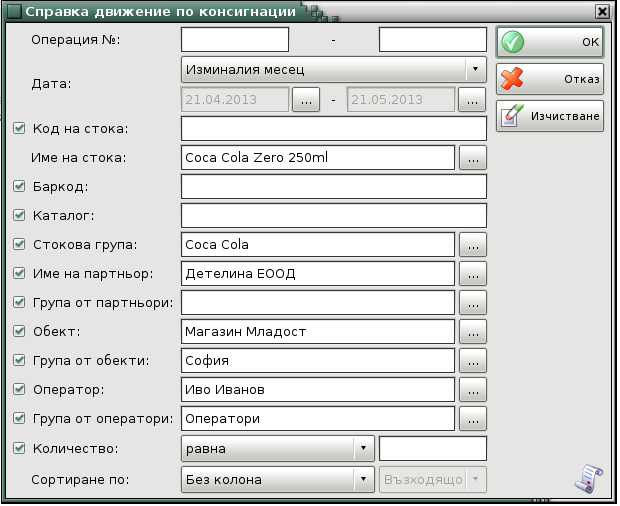 Справка движение по консигнации
Операция №: -
Дата: Изминалия месец
21.04.2013 ... - 21.05.2013 ...
Код на стока:
Име на стока: Coca Cola Zero 250ml ...
Баркод:
Каталог:
Стокова група: Coca Cola ...
Име на партньор: Детелина ЕООД ...
Група от партньори: ...
Обект: Магазин Младост ...
Група от обекти: София ...
Оператор: Иво Иванов ...
Група от оператори: Оператори ...
Количество: равна
Сортиране по: Без колона Възходящо
ОК
Отказ
Изчистване